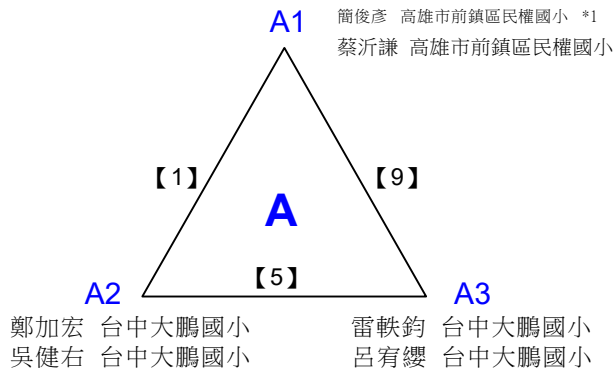 A1
簡俊彥 高雄市前鎮區民權國小 *1
蔡沂謙 高雄市前鎮區民權國小
【1】
【9】
A
【5】
A2
A3
鄭加宏 台中大鵬國小
吳健右 台中大鵬國小
雷軼鈞 台中大鵬國小
呂宥纓 台中大鵬國小